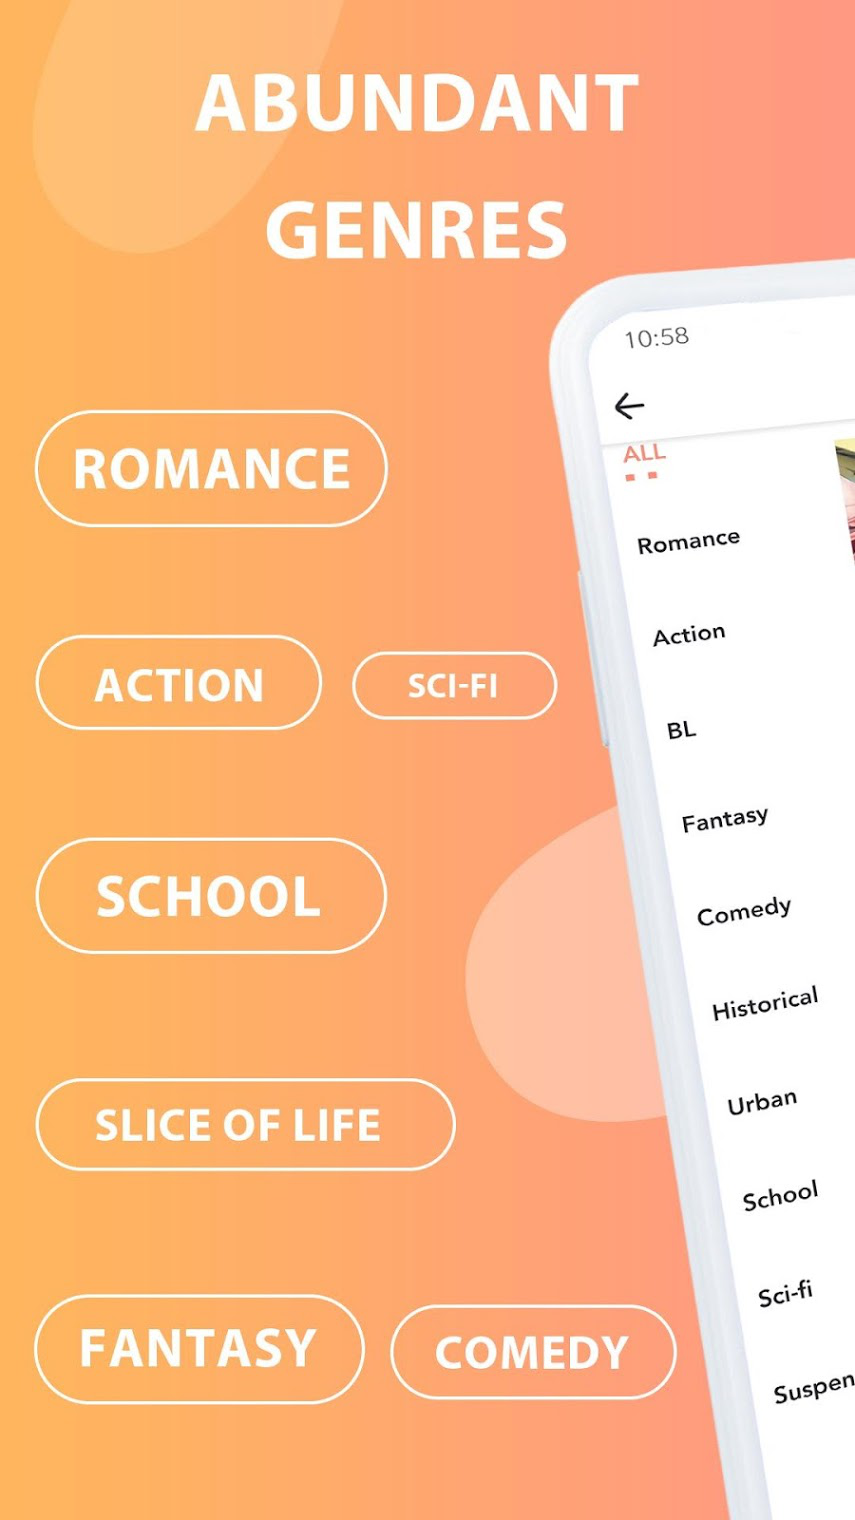 ABUNDANT
GENRES
ROMANCE
ACTION
SCI-FI
SCHOOL
SLICE OF LIFE
FANTASY
COMEDY
10:58
ALL
Romance
Action
BL
Fantasy
Comedy
Historical
Urban
School
Sci-fi
Suspen